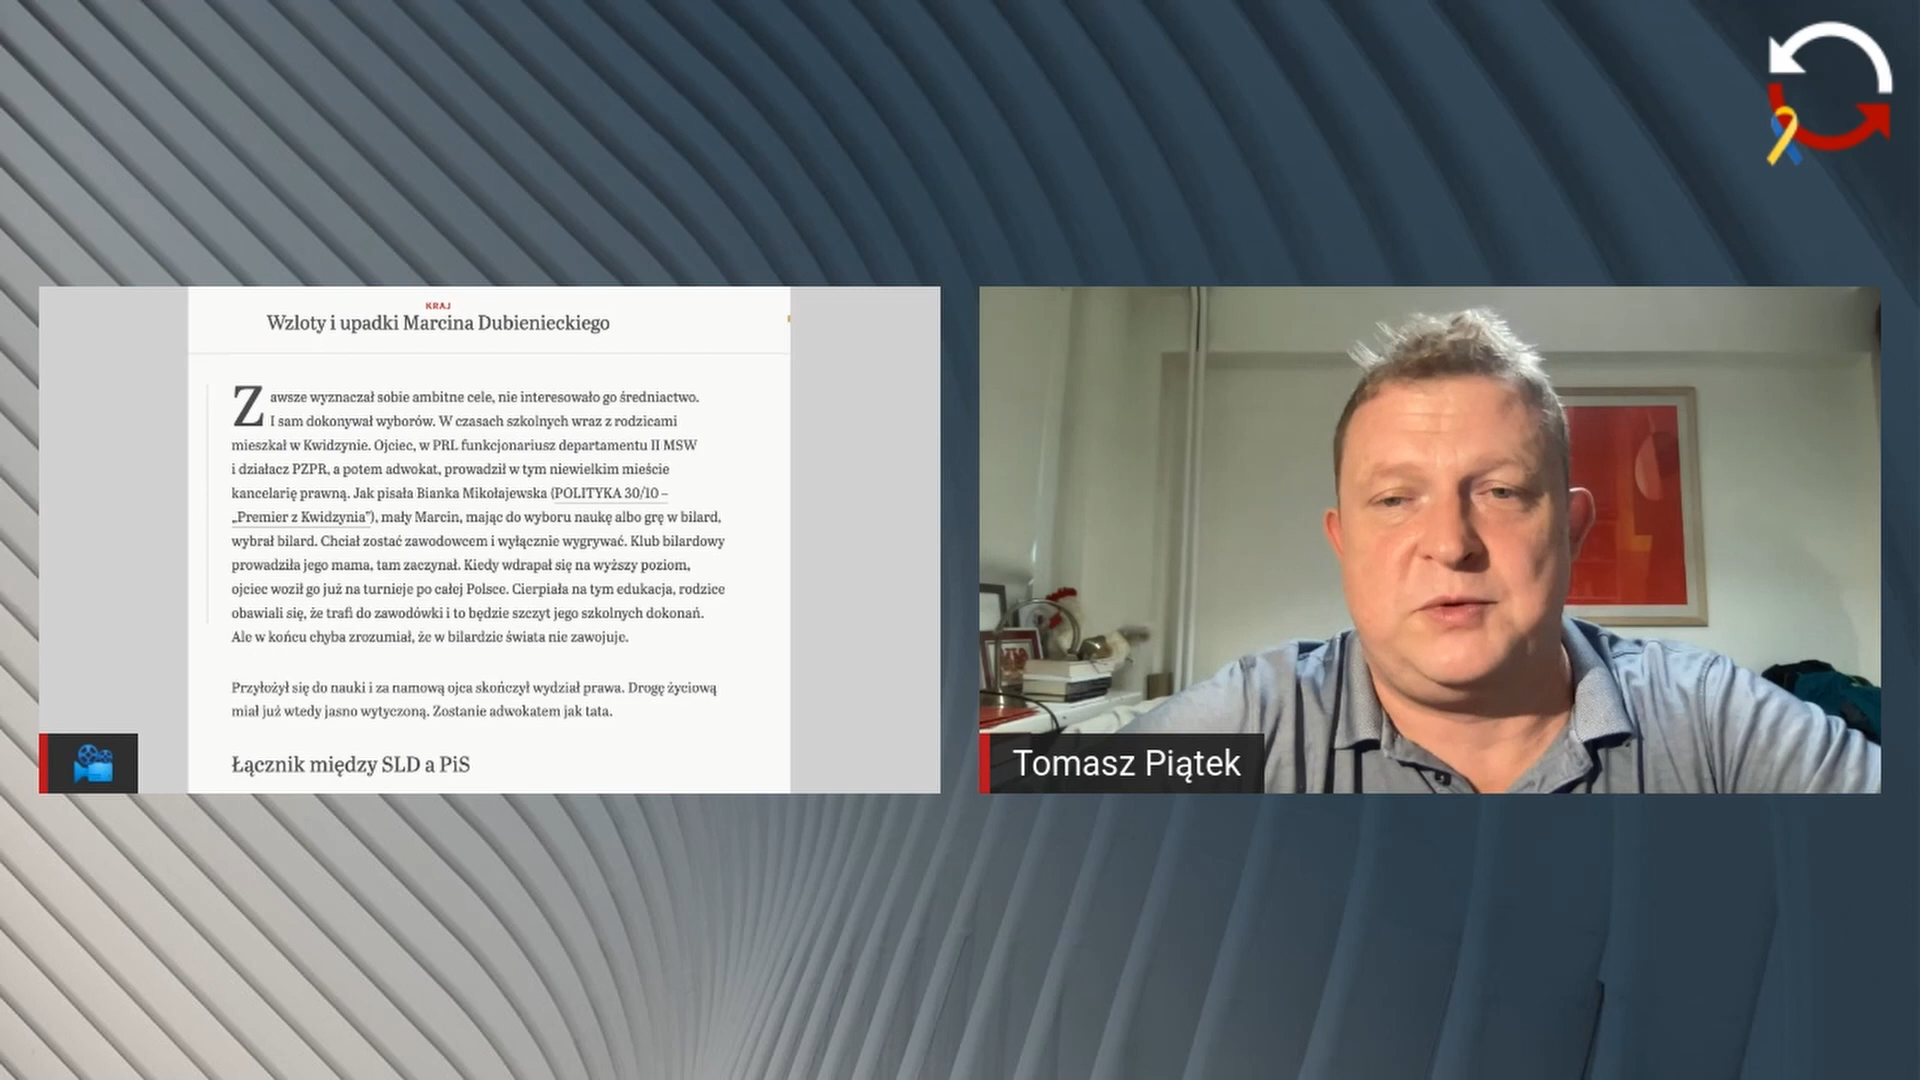 KRAJ
Wzloty i upadki Marcina Dubienieckiego
Zawsze wyznaczał sobie ambitne cele, nie interesowało go średniactwo.
I sam dokonywał wyborów. W czasach szkolnych wraz z rodzicami
mieszkał w Kwidzynie. Ojciec, w PRL funkcjonariusz departamentu II MSW
i działacz PZPR, a potem adwokat, prowadził w tym niewielkim mieście
kancelarię prawną. Jak pisała Bianka Mikołajewska (POLITYKA 30/10 –
„Premier z Kwidzynia”), mały Marcin, mając do wyboru naukę albo grę w bilard,
wybrał bilard. Chciał zostać zawodowcem i wyłącznie wygrywać. Klub bilardowy
prowadziła jego mama, tam zaczynał. Kiedy wdrapał się na wyższy poziom,
ojciec woził go już na turnieje po całej Polsce. Cierpiała na tym edukacja, rodzice
obawiali się, że trafi do zawodówki i to będzie szczyt jego szkolnych dokonań.
Ale w końcu chyba zrozumiał, że w bilardzie świata nie zawojuje.
Przyłożył się do nauki i za namową ojca skończył wydział prawa. Drogę życiową
miał już wtedy jasno wytyczoną. Zostanie adwokatem jak tata.
Łącznik między SLD a PiS
Tomasz Piątek